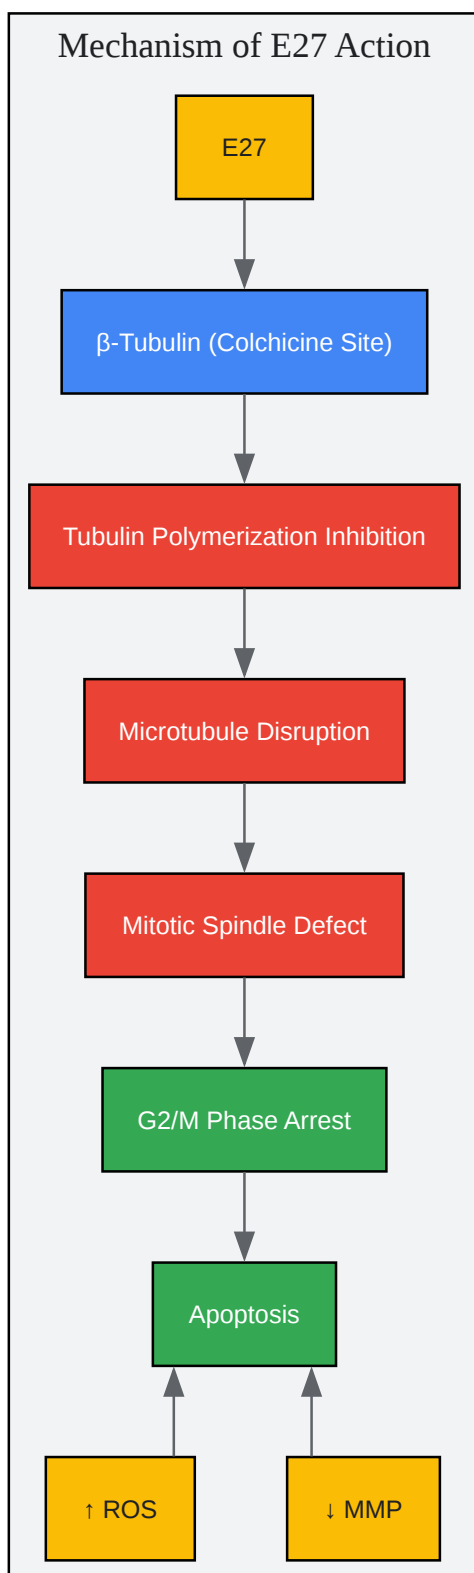 Mechanism of E27 Action
E27
β-Tubulin (Colchicine Site)
Tubulin Polymerization Inhibition
Microtubule Disruption
Mitotic Spindle Defect
G2/M Phase Arrest
Apoptosis
↑ ROS
↓ MMP